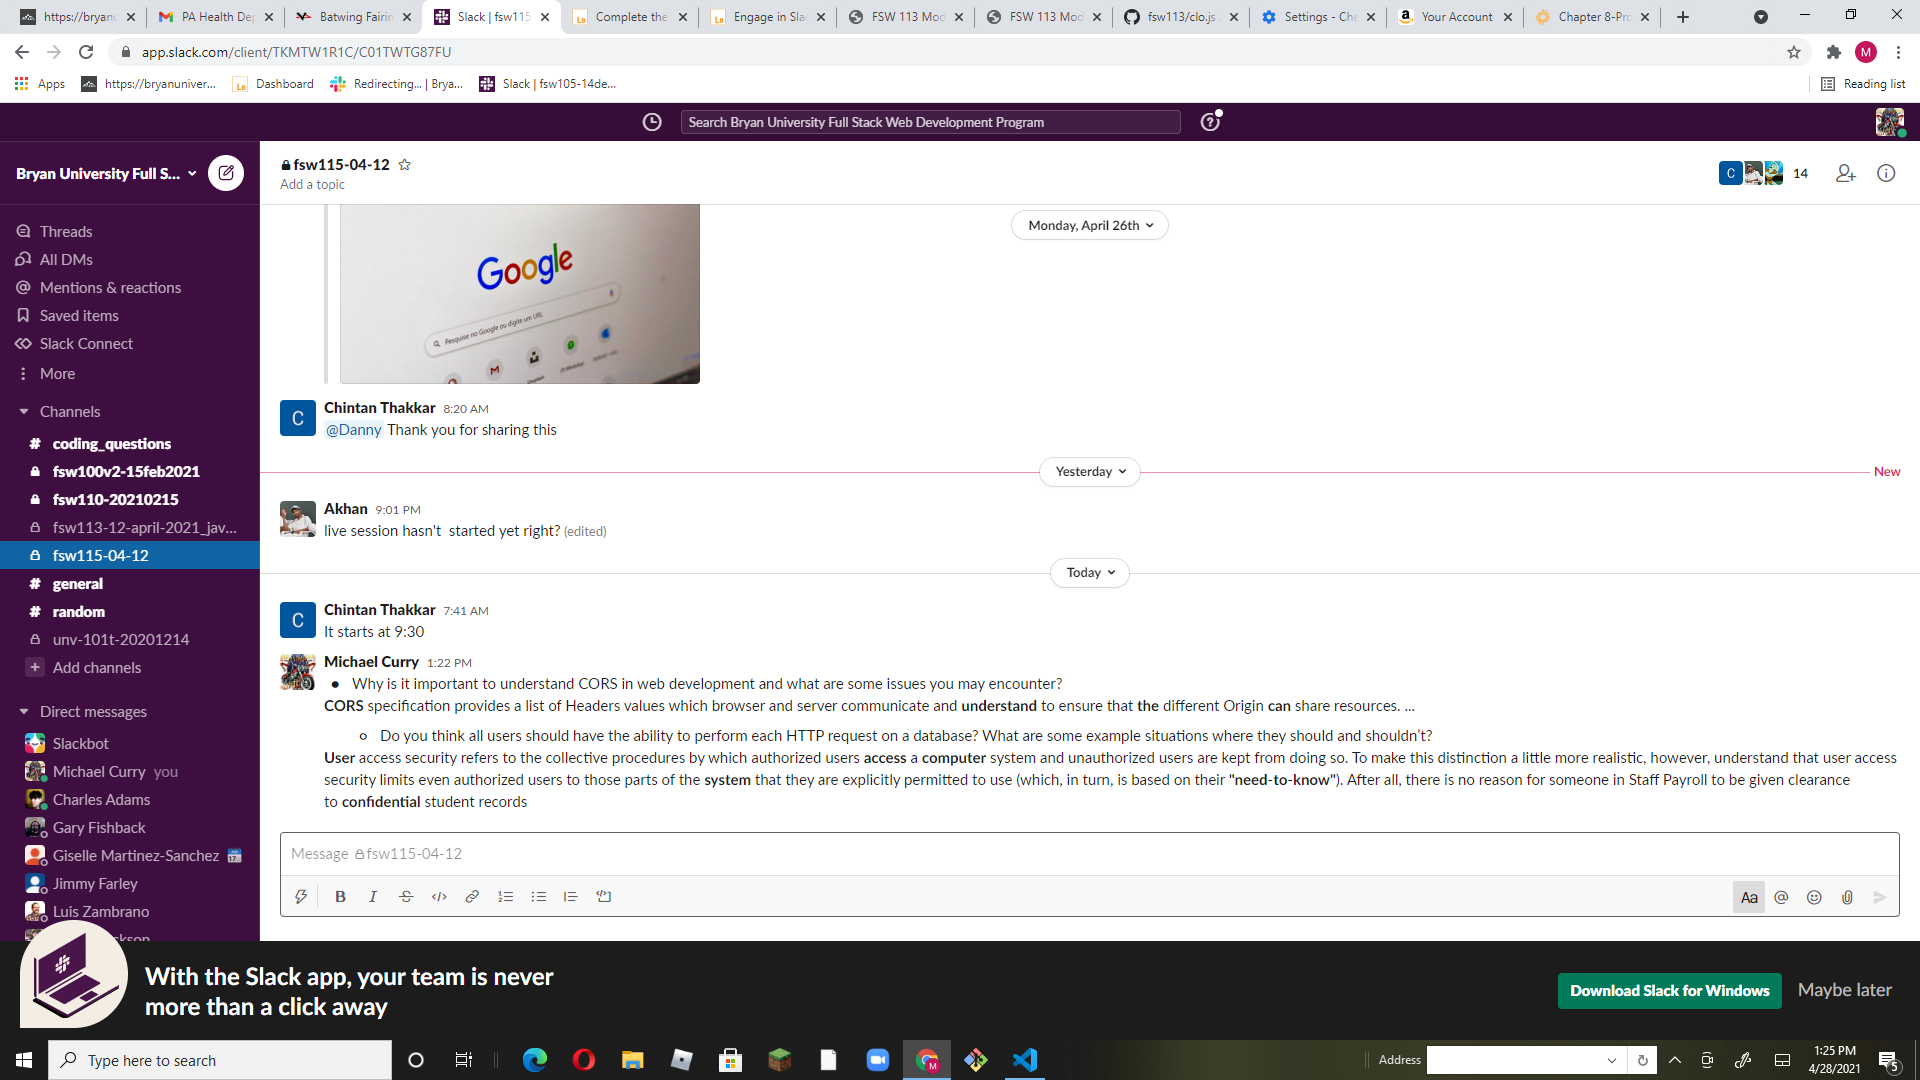 https://bryanu
PA Health Dep
Batwing Fairin
Slack | fsw115
Complete the
Engage in Slac
FSW 113 Mod
FSW 113 Mod
fsw113/clo.js
Settings - Che
Your Account
Chapter 8-Pro
app.slack.com/client/TKMTW1R1C/C01TWTG87FU
M
Apps
https://bryanuniver...
Dashboard
Redirecting... | Brya...
Slack | fsw105-14de...
Reading list
Search Bryan University Full Stack Web Development Program
Bryan University Full S...
Threads
All DMs
Mentions & reactions
Saved items
Slack Connect
More
Channels
# coding_questions
fsw100v2-15feb2021
fsw110-20210215
fsw113-12-april-2021_jav...
fsw115-04-12
# general
# random
unv-101t-20201214
+ Add channels
Direct messages
Slackbot
Michael Curry you
Charles Adams
Gary Fishback
Giselle Martinez-Sanchez
Jimmy Farley
Luis Zambrano
fsw115-04-12
Add a topic
C
14
Monday, April 26th
Google
Pesquise no Google ou digite um URL
C
Chintan Thakkar 8:20 AM
@Danny Thank you for sharing this
Yesterday
New
Akhan 9:01 PM
live session hasn't started yet right? (edited)
Today
C
Chintan Thakkar 7:41 AM
It starts at 9:30
Michael Curry 1:22 PM
• Why is it important to understand CORS in web development and what are some issues you may encounter?
CORS specification provides a list of Headers values which browser and server communicate and understand to ensure that the different Origin can share resources. ...
◦ Do you think all users should have the ability to perform each HTTP request on a database? What are some example situations where they should and shouldn't?
User access security refers to the collective procedures by which authorized users access a computer system and unauthorized users are kept from doing so. To make this distinction a little more realistic, however, understand that user access
security limits even authorized users to those parts of the system that they are explicitly permitted to use (which, in turn, is based on their "need-to-know"). After all, there is no reason for someone in Staff Payroll to be given clearance
to confidential student records
Message fsw115-04-12
B I S </>
Aa @
With the Slack app, your team is never
more than a click away
Download Slack for Windows
Maybe later
Type here to search
Address
1:25 PM
4/28/2021
5